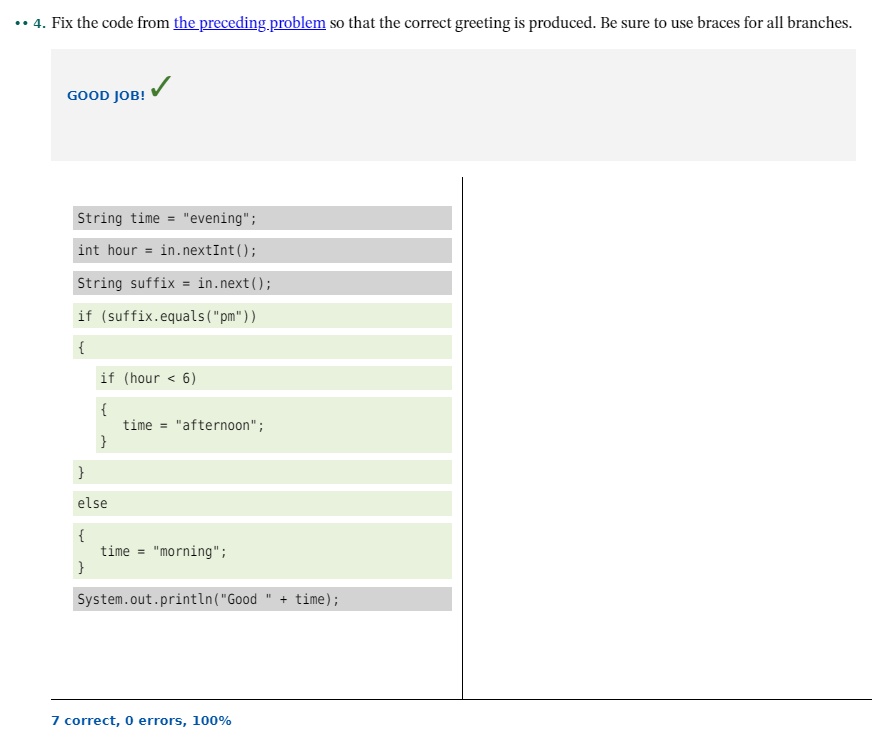 •• 4. Fix the code from the preceding problem so that the correct greeting is produced. Be sure to use braces for all branches.
GOOD JOB! ✓
String time = "evening";
int hour = in.nextInt();
String suffix = in.next();
if (suffix.equals("pm"))
{
if (hour < 6)
{
time = "afternoon";
}
}
else
{
time = "morning";
}
System.out.println("Good " + time);
7 correct, 0 errors, 100%